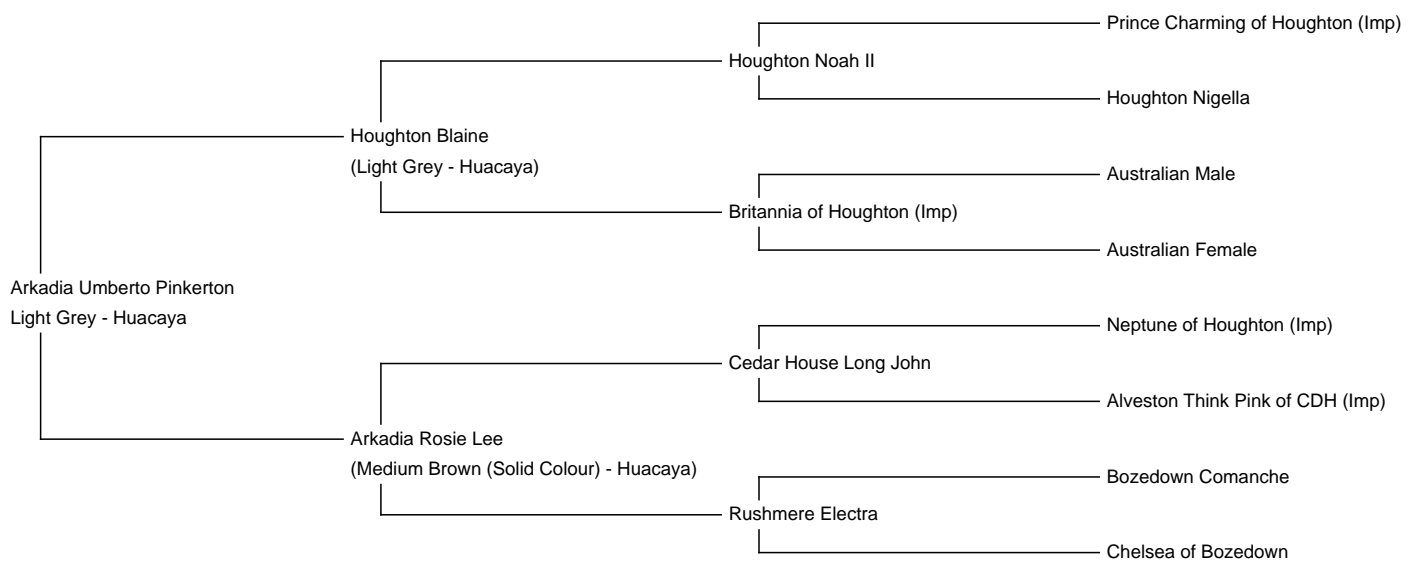 Prince Charming of Houghton (Imp)
Houghton Noah II
Houghton Nigella
Houghton Blaine
(Light Grey - Huacaya)
Australian Male
Britannia of Houghton (Imp)
Australian Female
Arkadia Umberto Pinkerton
Light Grey - Huacaya
Neptune of Houghton (Imp)
Cedar House Long John
Alveston Think Pink of CDH (Imp)
Arkadia Rosie Lee
(Medium Brown (Solid Colour) - Huacaya)
Bozedown Comanche
Rushmere Electra
Chelsea of Bozedown